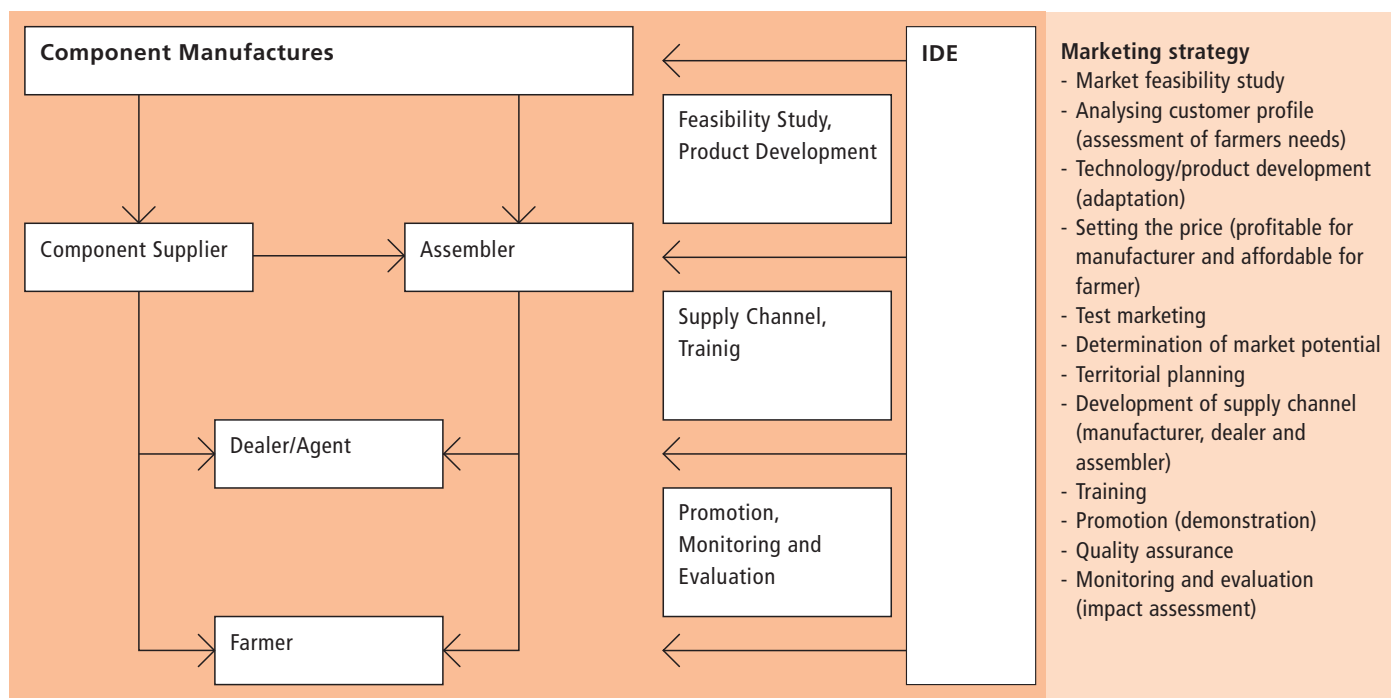 Component Manufactures
IDE
Feasibility Study,
Product Development
Component Supplier
Assembler
Supply Channel,
Trainig
Dealer/Agent
Promotion,
Monitoring and
Evaluation
Farmer
Marketing strategy
- Market feasibility study
- Analysing customer profile
(assessment of farmers needs)
- Technology/product development
(adaptation)
- Setting the price (profitable for
manufacturer and affordable for
farmer)
- Test marketing
- Determination of market potential
- Territorial planning
- Development of supply channel
(manufacturer, dealer and
assembler)
- Training
- Promotion (demonstration)
- Quality assurance
- Monitoring and evaluation
(impact assessment)